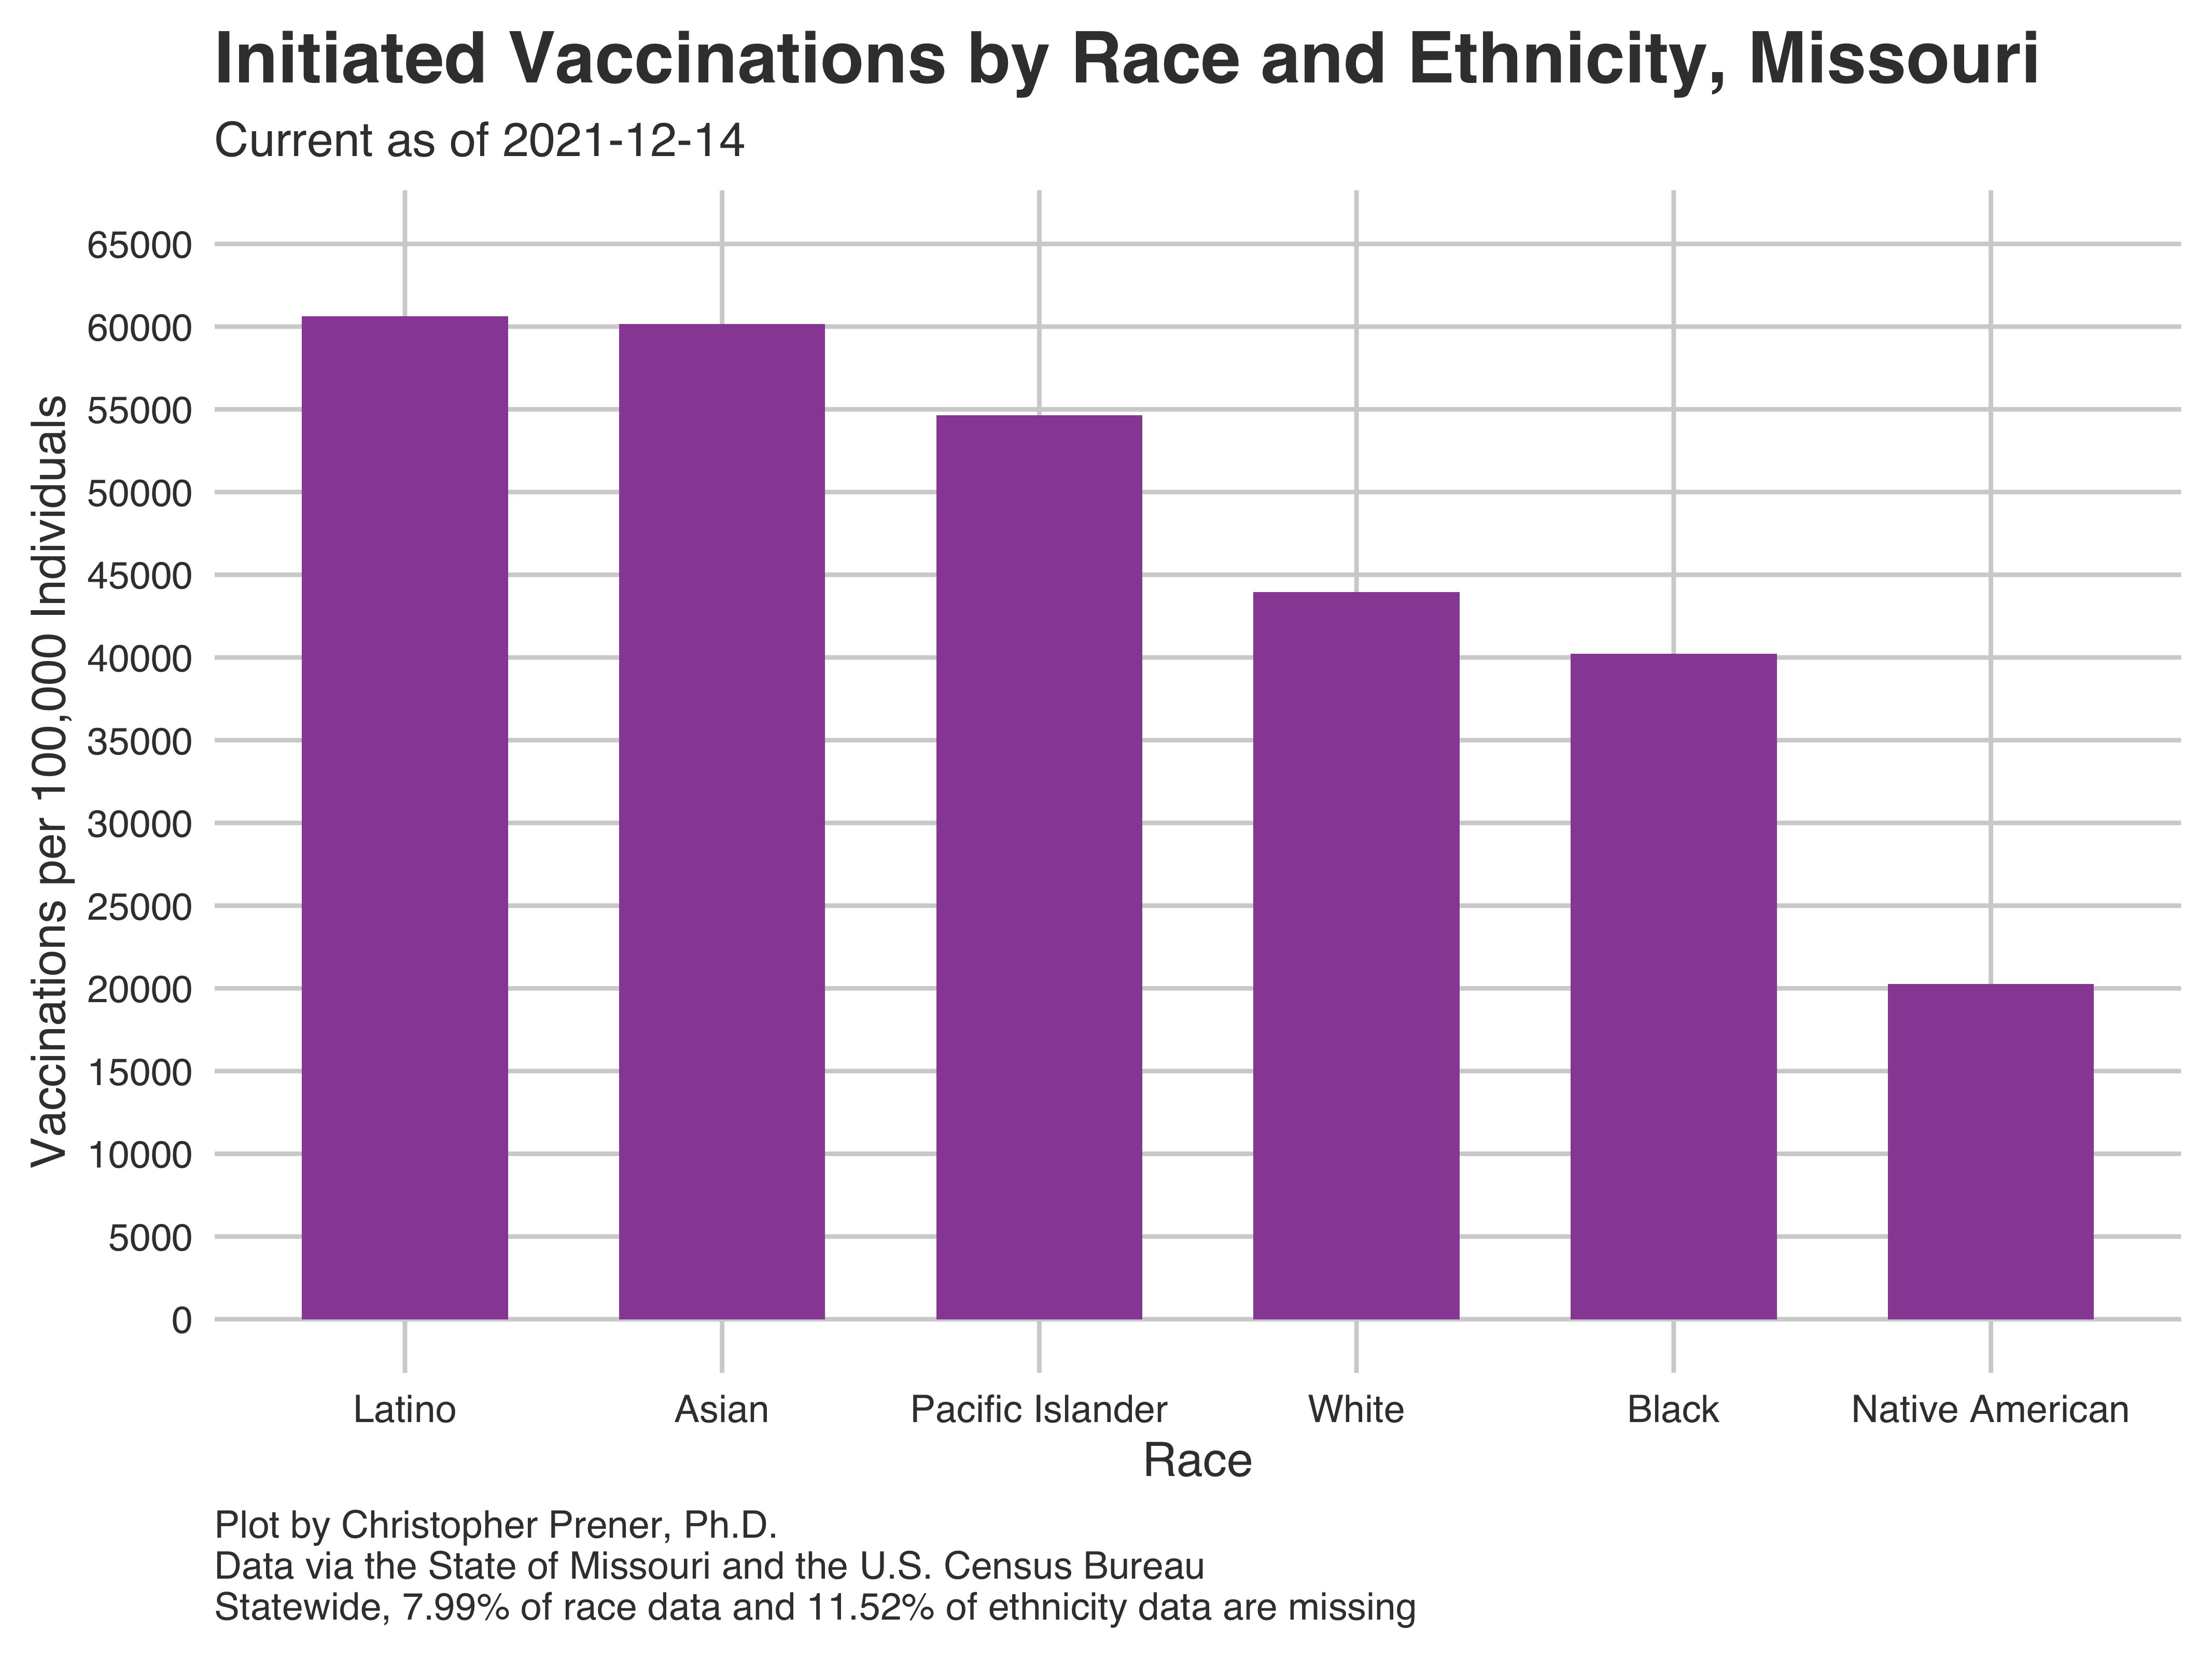 Initiated Vaccinations by Race and Ethnicity, Missouri
Current as of 2021-12-14
Vaccinations per 100,000 Individuals
65000
60000
55000
50000
45000
40000
35000
30000
25000
20000
15000
10000
5000
0
Latino Asian Pacific Islander White Black Native American
Race
Plot by Christopher Prener, Ph.D.
Data via the State of Missouri and the U.S. Census Bureau
Statewide, 7.99% of race data and 11.52% of ethnicity data are missing